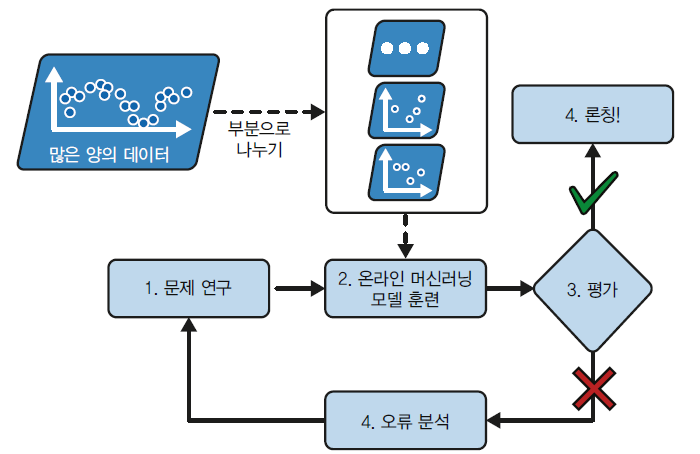 많은 양의 데이터
부분으로
나누기
4. 론칭!
1. 문제 연구
2. 온라인 머신러닝
모델 훈련
3. 평가
4. 오류 분석